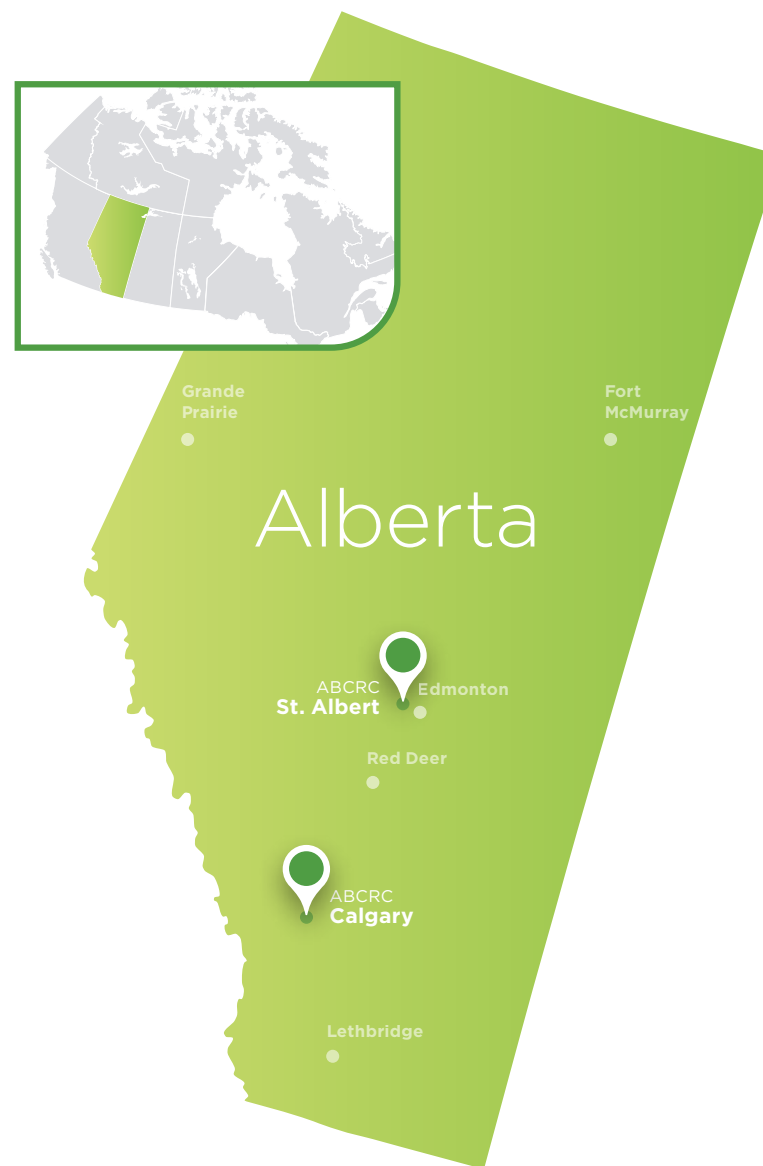 Grande
Prairie
Fort
McMurray
Alberta
ABCRC
St. Albert
Edmonton
Red Deer
ABCRC
Calgary
Lethbridge